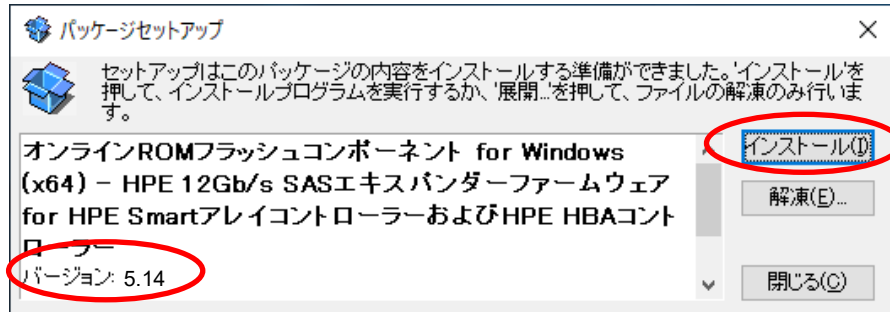 パッケージセットアップ
セットアップはこのパッケージの内容をインストールする準備ができました。'インストール'を
押して、インストールプログラムを実行するか、'展開...'を押して、ファイルの解凍のみ行いま
す。
オンラインROMフラッシュコンポーネント for Windows
(x64) - HPE 12Gb/s SASエキスパンダーファームウェア
for HPE SmartアレイコントローラーおよびHPE HBAコント
ローラー
バージョン: 5.14
インストール(I)
解凍(E)...
閉じる(C)